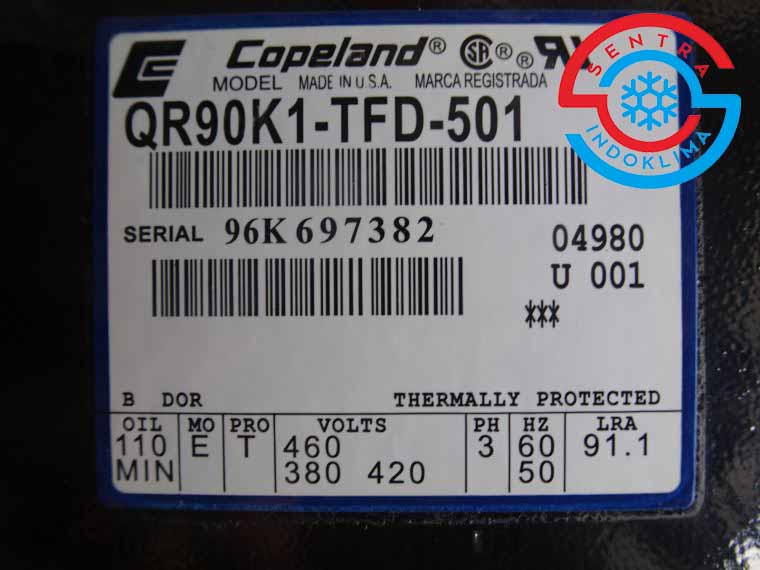 Copeland®
MODEL MADE IN U S.A. MARCA REGISTRADA
QR90K1-TFD-501
SENTRA
INDOKLIMA
SERIAL 96K697382 04980
U 001
***
B DOR THERMALLY PROTECTED
OIL MO PRO VOLTS PH HZ LRA
110 E T 460 3 60 91.1
MIN 380 420 50